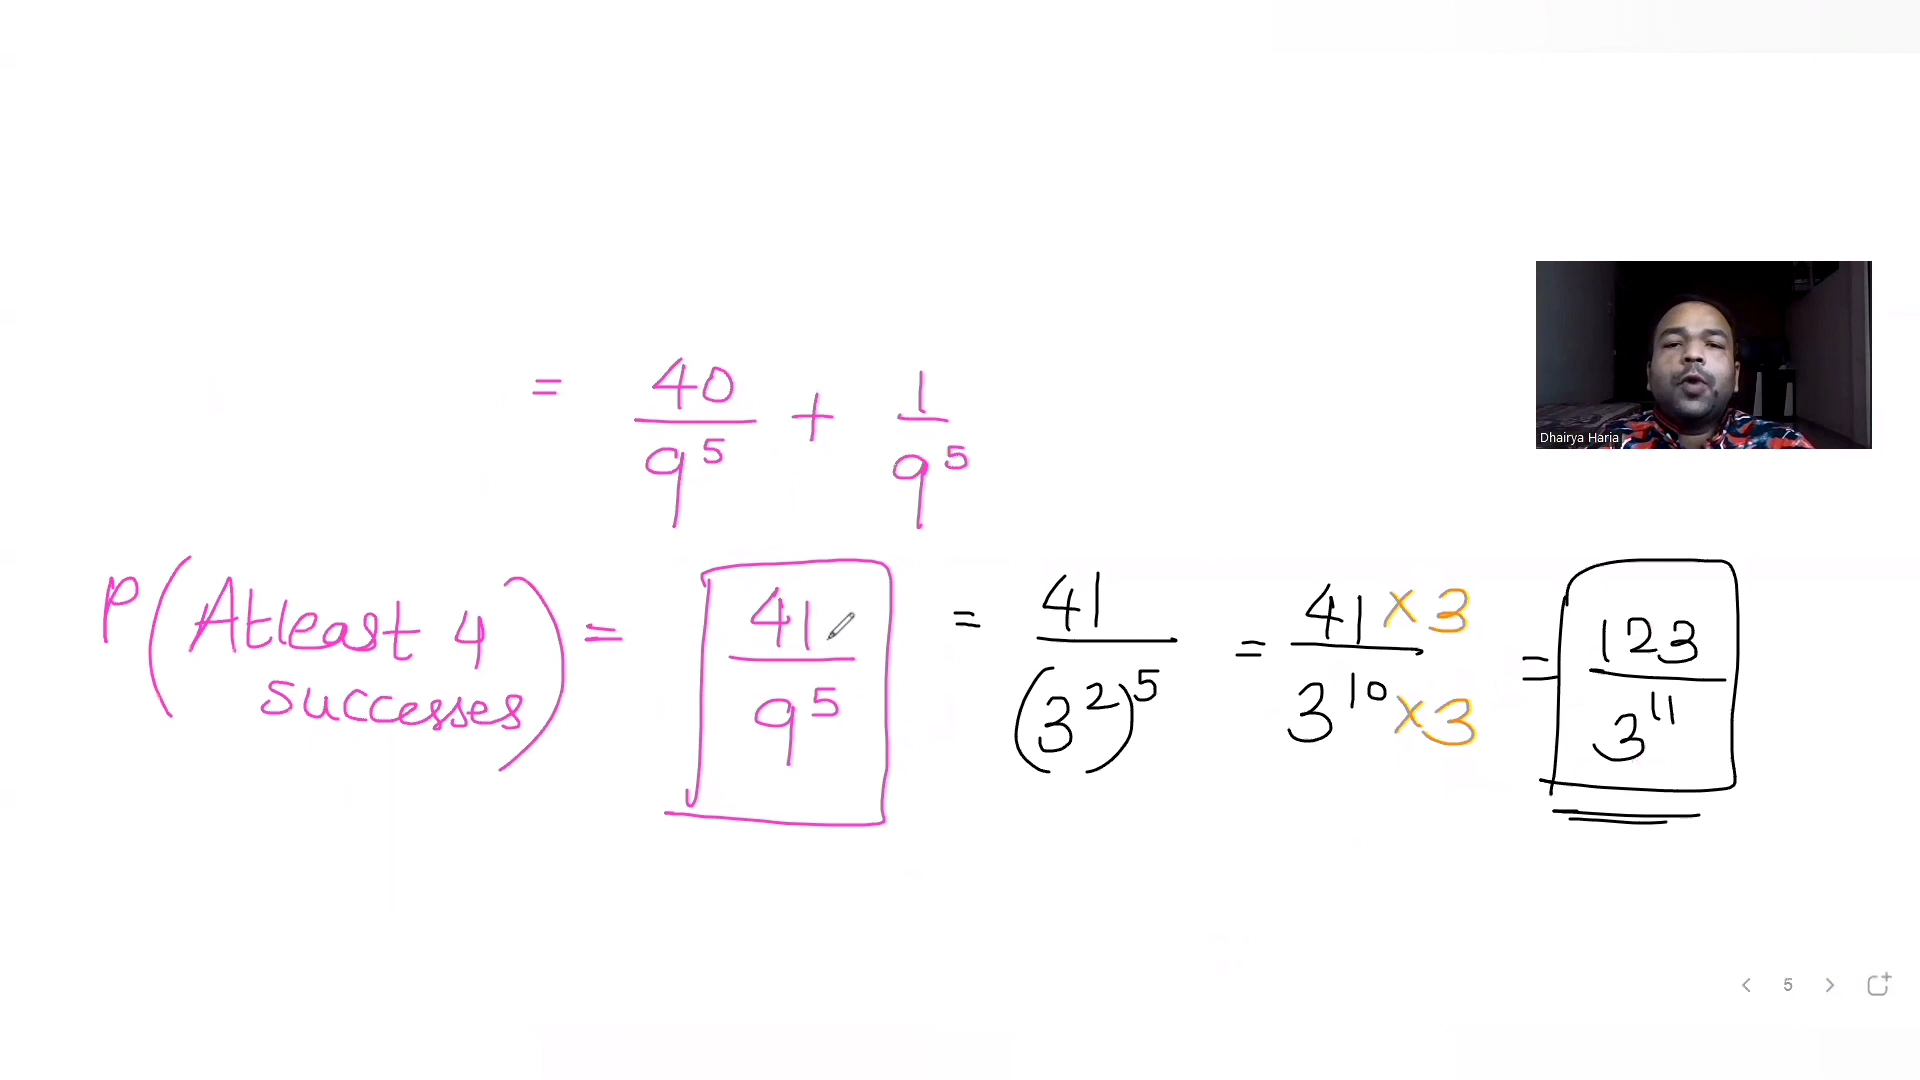 = 40/9^5 + 1/9^5
Dhairya Haria
P(Atleast 4 successes) = 41/9^5 = 41/(3^2)^5 = 41×3/3^10×3 = 123/3^11
5